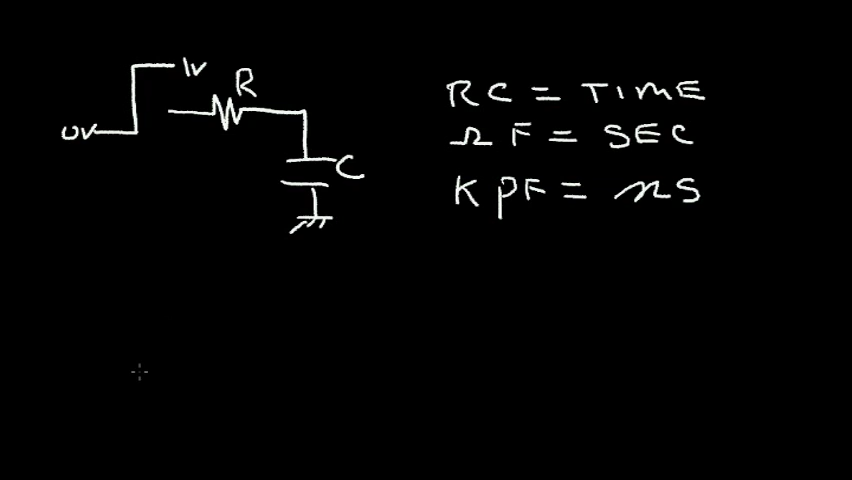 1V
R
0V
C
RC = TIME
Ω F = SEC
K PF = nS